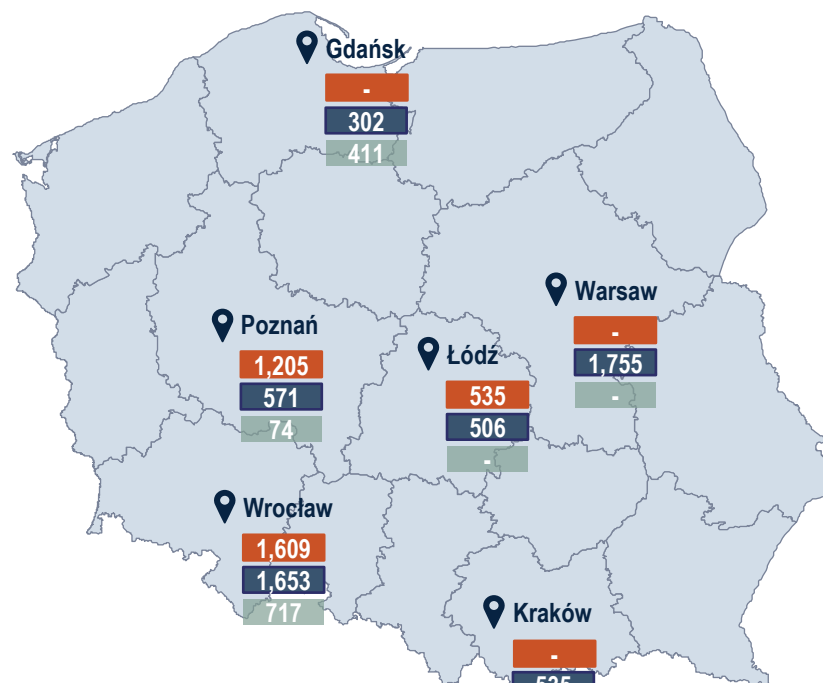 Gdańsk
-
302
411
Warsaw
-
1,755
-
Poznań
1,205
571
74
Łódź
535
506
-
Wrocław
1,609
1,653
717
Kraków
-